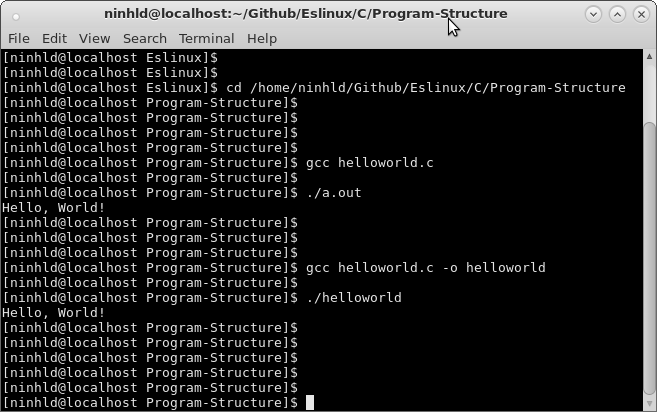 ninhld@localhost:~/Github/Eslinux/C/Program-Structure
File Edit View Search Terminal Help
[ninhld@localhost Eslinux]$
[ninhld@localhost Eslinux]$
[ninhld@localhost Eslinux]$ cd /home/ninhld/Github/Eslinux/C/Program-Structure
[ninhld@localhost Program-Structure]$
[ninhld@localhost Program-Structure]$
[ninhld@localhost Program-Structure]$
[ninhld@localhost Program-Structure]$
[ninhld@localhost Program-Structure]$ gcc helloworld.c
[ninhld@localhost Program-Structure]$
[ninhld@localhost Program-Structure]$ ./a.out
Hello, World!
[ninhld@localhost Program-Structure]$
[ninhld@localhost Program-Structure]$
[ninhld@localhost Program-Structure]$
[ninhld@localhost Program-Structure]$ gcc helloworld.c -o helloworld
[ninhld@localhost Program-Structure]$
[ninhld@localhost Program-Structure]$ ./helloworld
Hello, World!
[ninhld@localhost Program-Structure]$
[ninhld@localhost Program-Structure]$
[ninhld@localhost Program-Structure]$
[ninhld@localhost Program-Structure]$
[ninhld@localhost Program-Structure]$
[ninhld@localhost Program-Structure]$